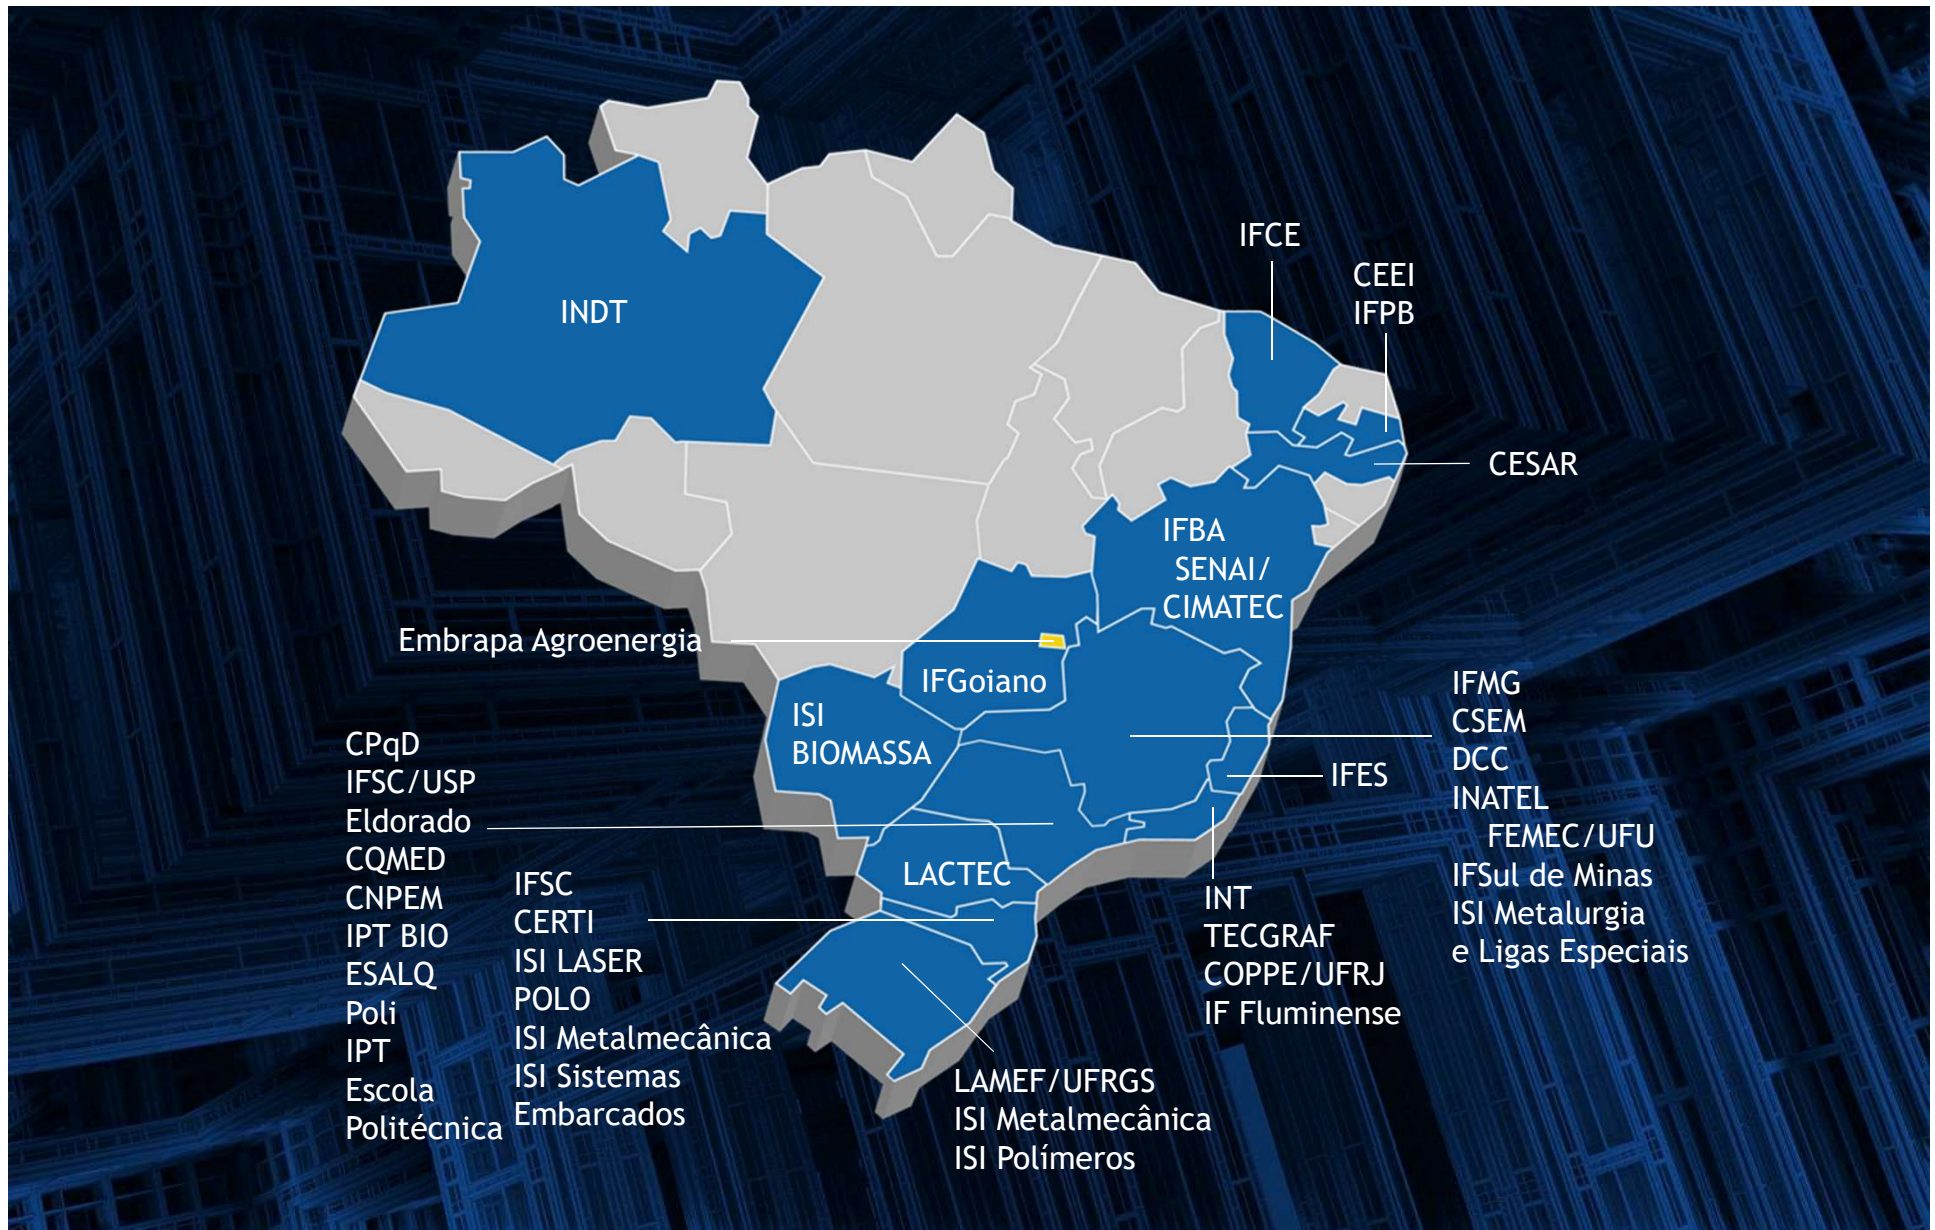 IFCE
CEEI
IFPB
INDT
CESAR
IFBA
SENAI/
CIMATEC
Embrapa Agroenergia
IFGoiano
ISI
BIOMASSA
IFMG
CSEM
DCC
INATEL
FEMEC/UFU
IFSul de Minas
ISI Metalurgia
e Ligas Especiais
IFES
CPqD
IFSC/USP
Eldorado
CQMED
CNPEM
IPT BIO
ESALQ
Poli
IPT
Escola
Politécnica
LACTEC
IFSC
CERTI
ISI LASER
POLO
ISI Metalmecânica
ISI Sistemas
Embarcados
INT
TECGRAF
COPPE/UFRJ
IF Fluminense
LAMEF/UFRGS
ISI Metalmecânica
ISI Polímeros